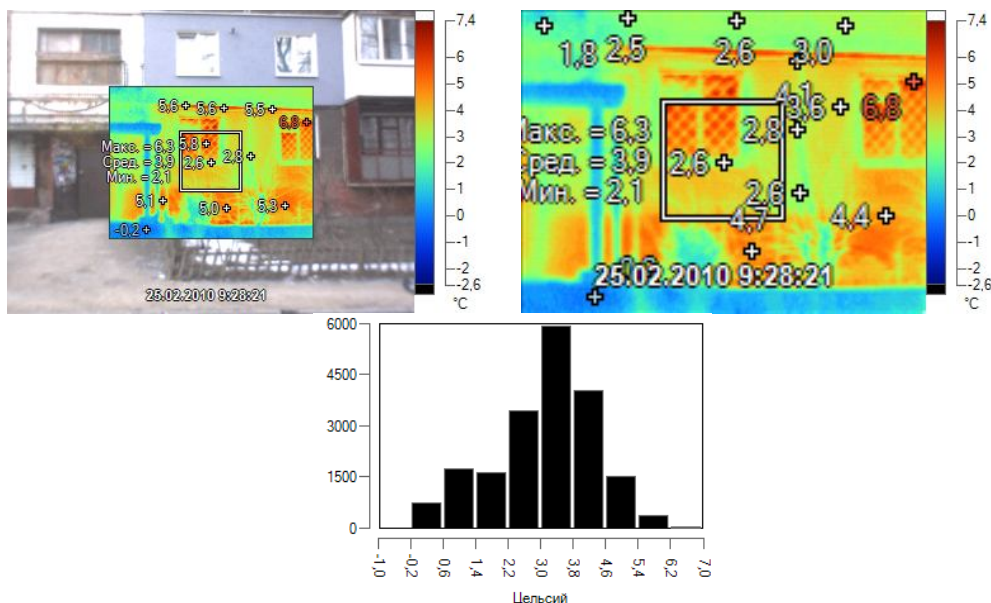 7,4
6
5
4
3
2
1
0
-1
-2
-2,6
°C
5,6 5,6 5,5
6,8
Макс. = 6,3 5,8
Сред. = 3,9 2,6 2,8
Мин. = 2,1
5,1 5,0 5,3
-0,2
25.02.2010 9:28:21
1,8 2,5 2,6 3,0
4,1
3,6 6,8
Макс. = 6,3 2,8
Сред. = 3,9 2,6
Мин. = 2,1 2,6
4,7 4,4
25.02.2010 9:28:21
7,4
6
5
4
3
2
1
0
-1
-2
-2,6
°C
6000
4500
3000
1500
0
-1,0 -0,2 0,6 1,4 2,2 3,0 3,8 4,6 5,4 6,2 7,0
Цельсий